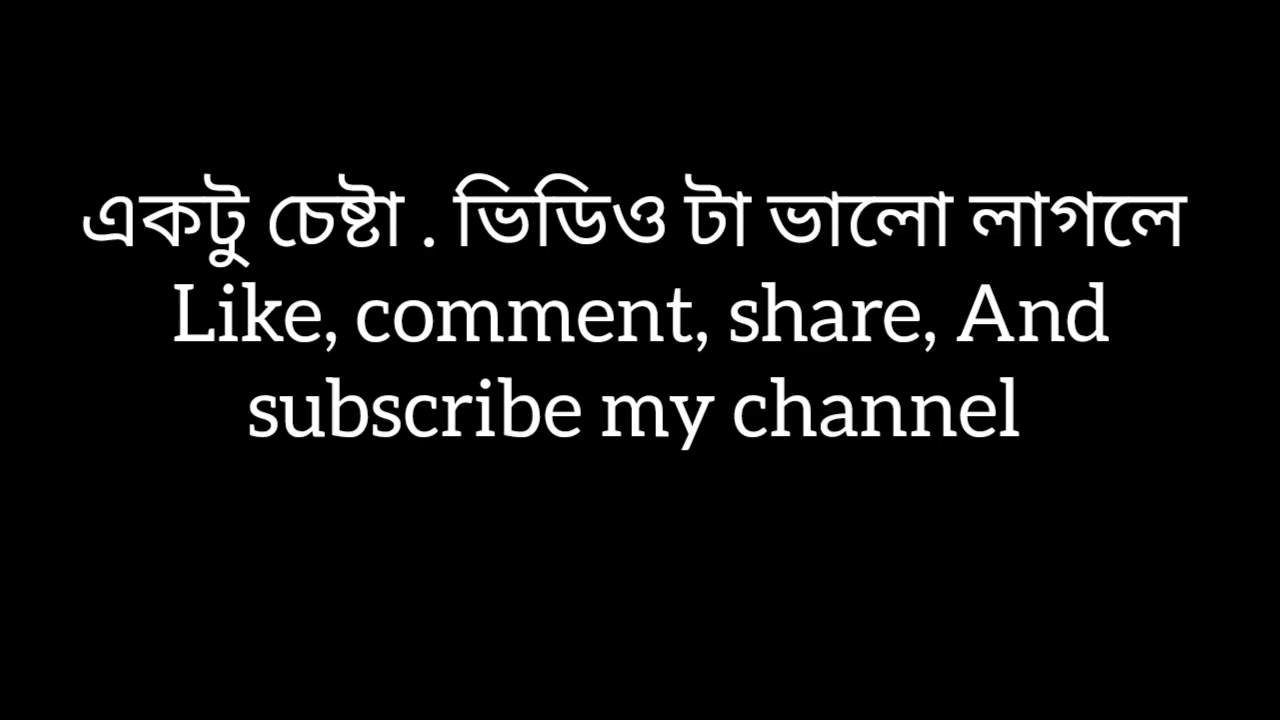 একটু চেষ্টা . ভিডিও টা ভালো লাগলে
Like, comment, share, And
subscribe my channel